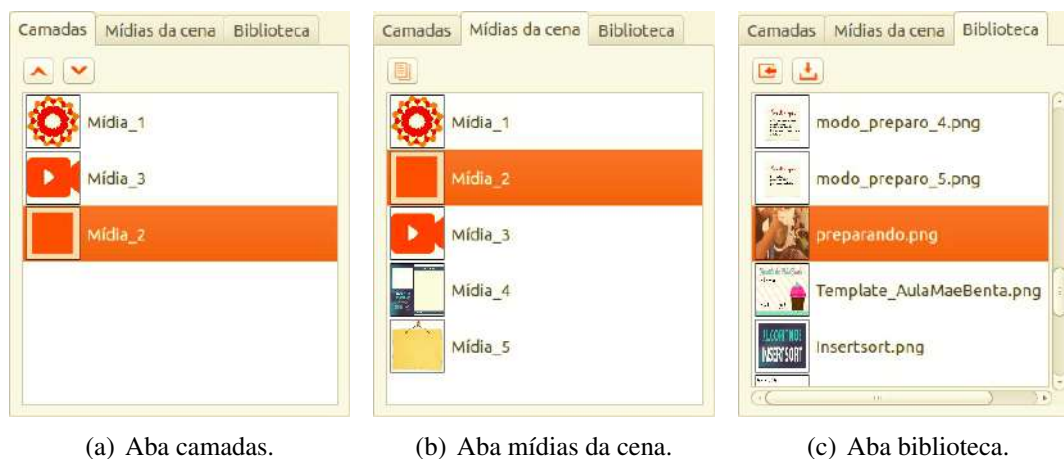 Camadas Mídias da cena Biblioteca
Mídia_1
Mídia_3
Mídia_2
(a) Aba camadas.
Camadas Mídias da cena Biblioteca
Mídia_1
Mídia_2
Mídia_3
Mídia_4
Mídia_5
(b) Aba mídias da cena.
Camadas Mídias da cena Biblioteca
modo_preparo_4.png
modo_preparo_5.png
preparando.png
Template_AulaMaeBenta.png
INSERT SORT
Insertsort.png
(c) Aba biblioteca.